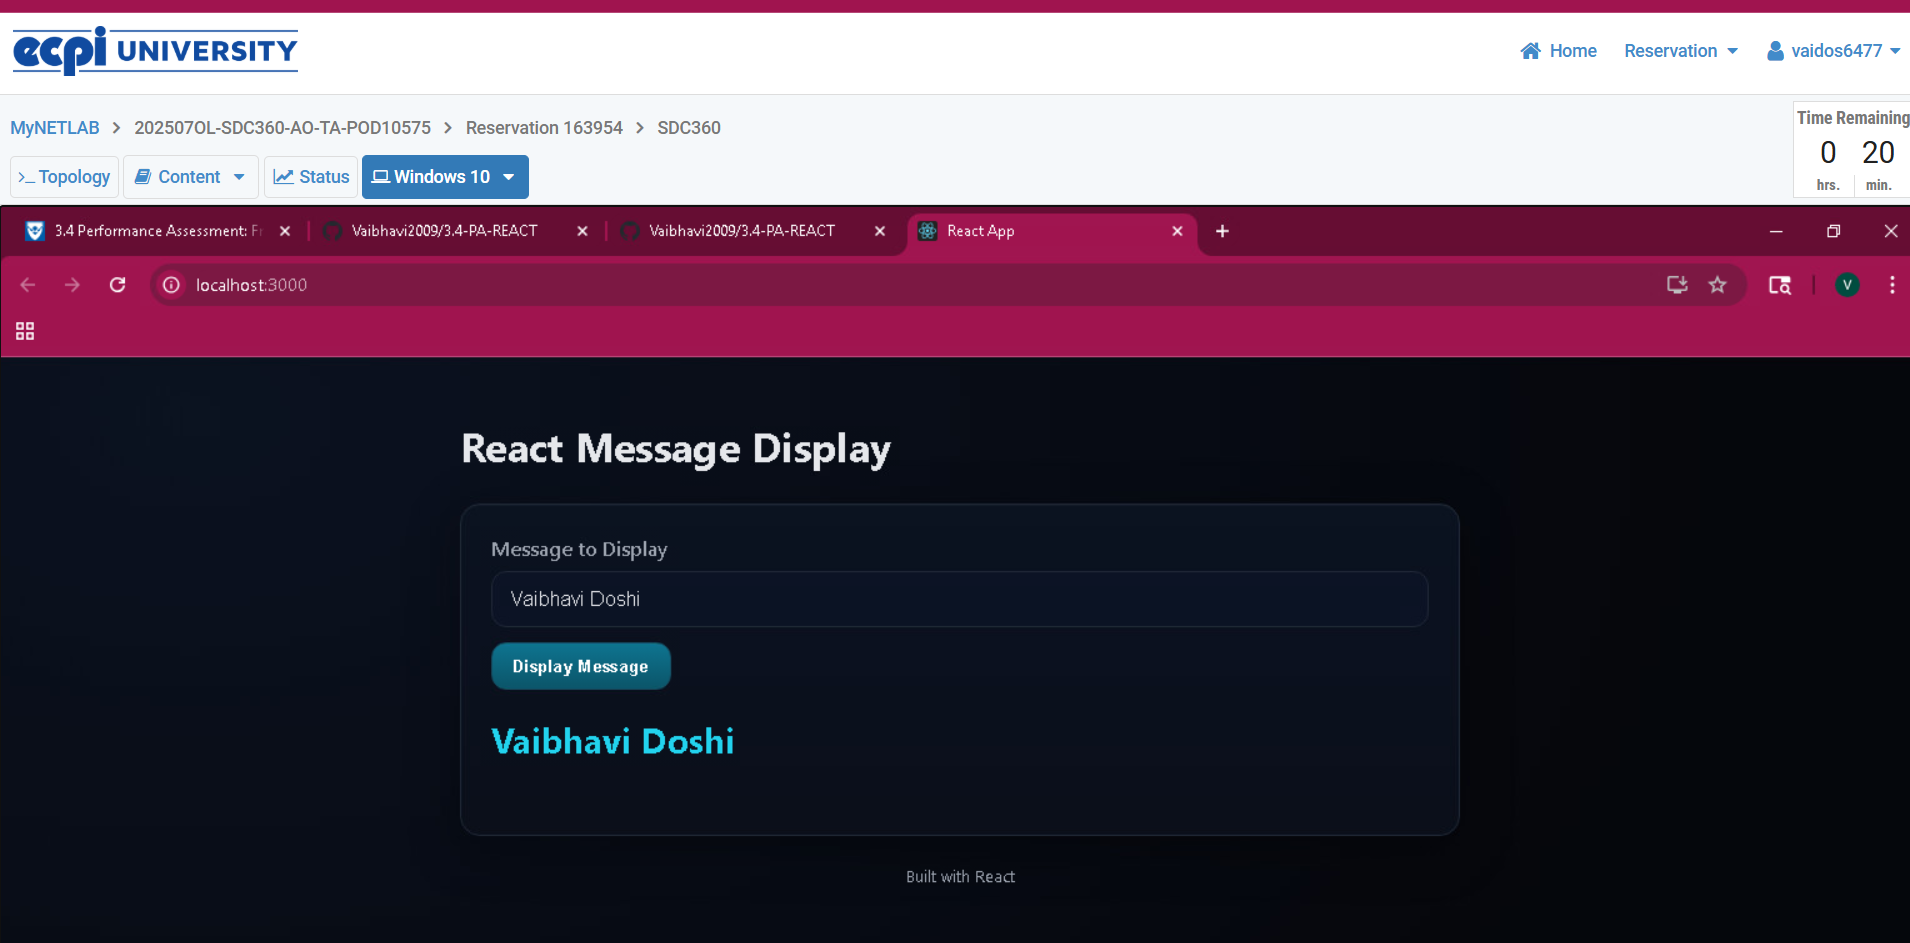 ecpi UNIVERSITY
Home Reservation vaidos6477
MyNETLAB > 202507OL-SDC360-AO-TA-POD10575 > Reservation 163954 > SDC360
Time Remaining
0 20
hrs. min.
>_ Topology Content Status Windows 10
3.4 Performance Assessment: Fr Vaibhavi2009/3.4-PA-REACT Vaibhavi2009/3.4-PA-REACT React App
localhost:3000
V
React Message Display
Message to Display
Vaibhavi Doshi
Display Message
Vaibhavi Doshi
Built with React